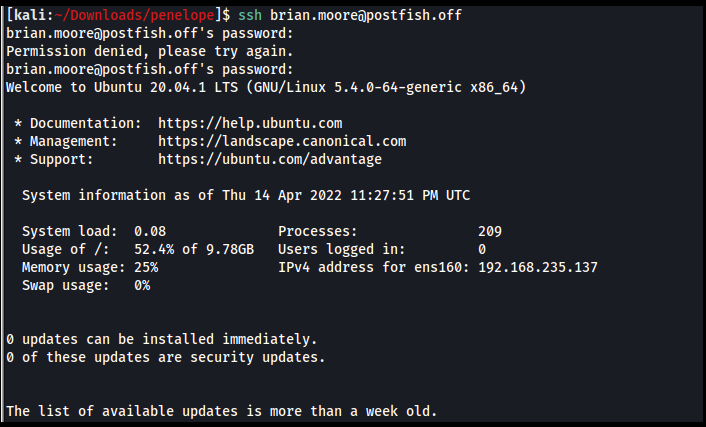 [kali:~/Downloads/penelope]$ ssh brian.moore@postfish.off
brian.moore@postfish.off's password:
Permission denied, please try again.
brian.moore@postfish.off's password:
Welcome to Ubuntu 20.04.1 LTS (GNU/Linux 5.4.0-64-generic x86_64)
* Documentation:  https://help.ubuntu.com
* Management:     https://landscape.canonical.com
* Support:        https://ubuntu.com/advantage
System information as of Thu 14 Apr 2022 11:27:51 PM UTC
System load:  0.08               Processes:               209
Usage of /:   52.4% of 9.78GB   Users logged in:         0
Memory usage: 25%                IPv4 address for ens160: 192.168.235.137
Swap usage:   0%
0 updates can be installed immediately.
0 of these updates are security updates.
The list of available updates is more than a week old.